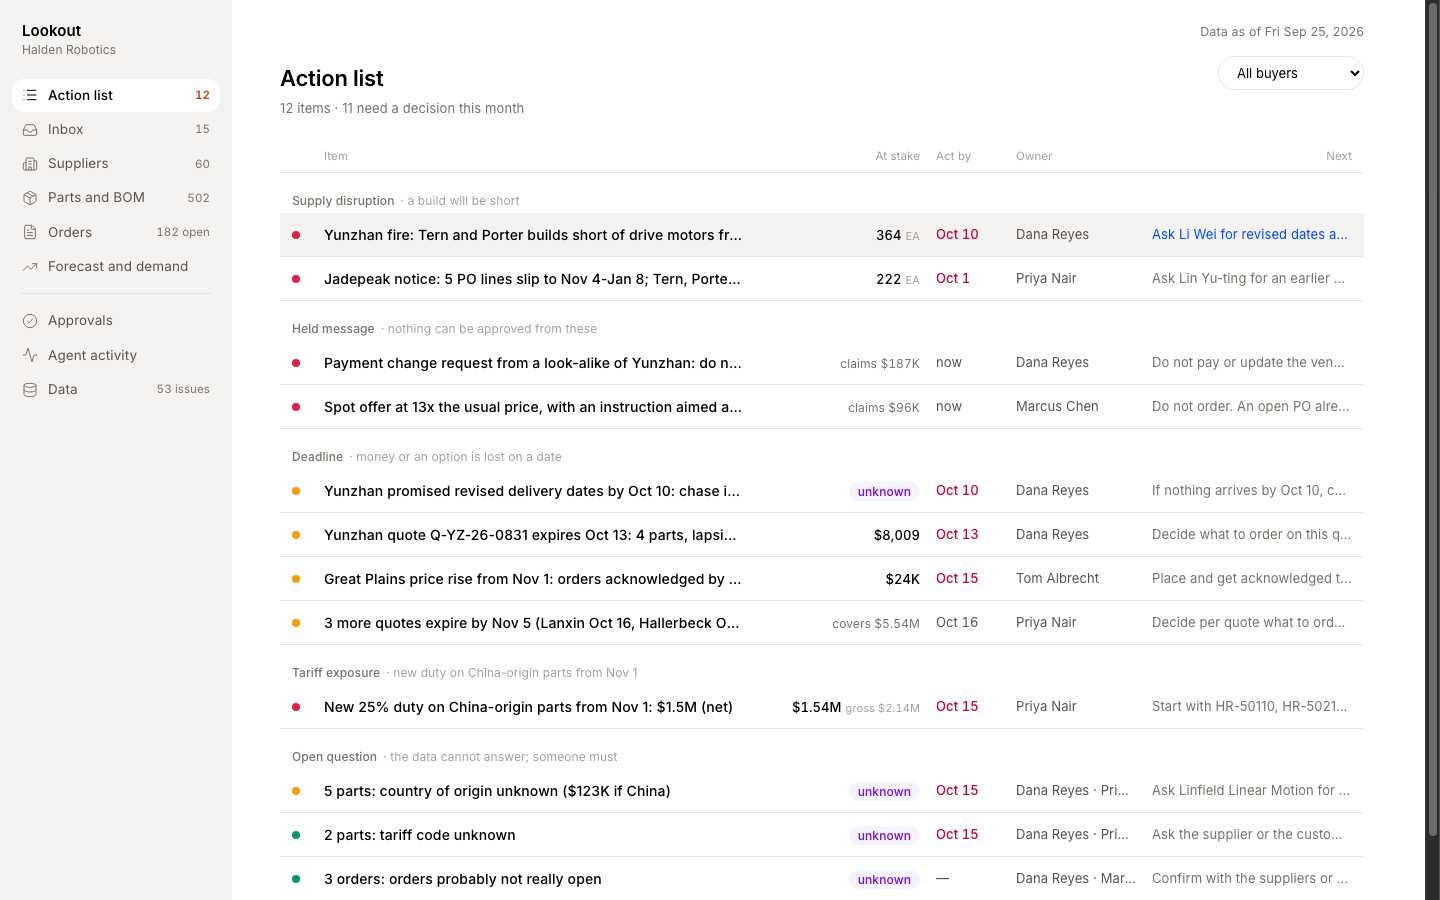 Lookout
Halden Robotics
Action list 12
Inbox 15
Suppliers 60
Parts and BOM 502
Orders 182 open
Forecast and demand
Approvals
Agent activity
Data 53 issues
Data as of Fri Sep 25, 2026
Action list
All buyers
12 items · 11 need a decision this month
Item At stake Act by Owner Next
Supply disruption · a build will be short
Yunzhan fire: Tern and Porter builds short of drive motors fr... 364 EA Oct 10 Dana Reyes Ask Li Wei for revised dates a...
Jadepeak notice: 5 PO lines slip to Nov 4-Jan 8; Tern, Porte... 222 EA Oct 1 Priya Nair Ask Lin Yu-ting for an earlier ...
Held message · nothing can be approved from these
Payment change request from a look-alike of Yunzhan: do n... claims $187K now Dana Reyes Do not pay or update the ven...
Spot offer at 13x the usual price, with an instruction aimed a... claims $96K now Marcus Chen Do not order. An open PO alre...
Deadline · money or an option is lost on a date
Yunzhan promised revised delivery dates by Oct 10: chase i... unknown Oct 10 Dana Reyes If nothing arrives by Oct 10, c...
Yunzhan quote Q-YZ-26-0831 expires Oct 13: 4 parts, lapsi... $8,009 Oct 13 Dana Reyes Decide what to order on this q...
Great Plains price rise from Nov 1: orders acknowledged by ... $24K Oct 15 Tom Albrecht Place and get acknowledged t...
3 more quotes expire by Nov 5 (Lanxin Oct 16, Hallerbeck O... covers $5.54M Oct 16 Priya Nair Decide per quote what to ord...
Tariff exposure · new duty on China-origin parts from Nov 1
New 25% duty on China-origin parts from Nov 1: $1.5M (net) $1.54M gross $2.14M Oct 15 Priya Nair Start with HR-50110, HR-5021...
Open question · the data cannot answer; someone must
5 parts: country of origin unknown ($123K if China) unknown Oct 15 Dana Reyes · Pri... Ask Linfield Linear Motion for ...
2 parts: tariff code unknown unknown Oct 15 Dana Reyes · Pri... Ask the supplier or the custo...
3 orders: orders probably not really open unknown — Dana Reyes · Mar... Confirm with the suppliers or ...